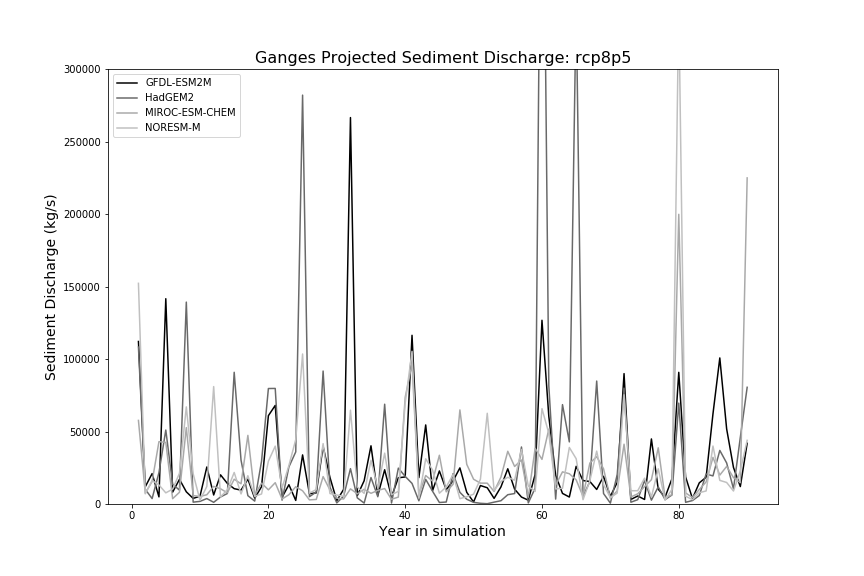 Ganges Projected Sediment Discharge: rcp8p5
300000
250000
200000
150000
100000
50000
0
Sediment Discharge (kg/s)
GFDL-ESM2M
HadGEM2
MIROC-ESM-CHEM
NORESM-M
0 20 40 60 80
Year in simulation